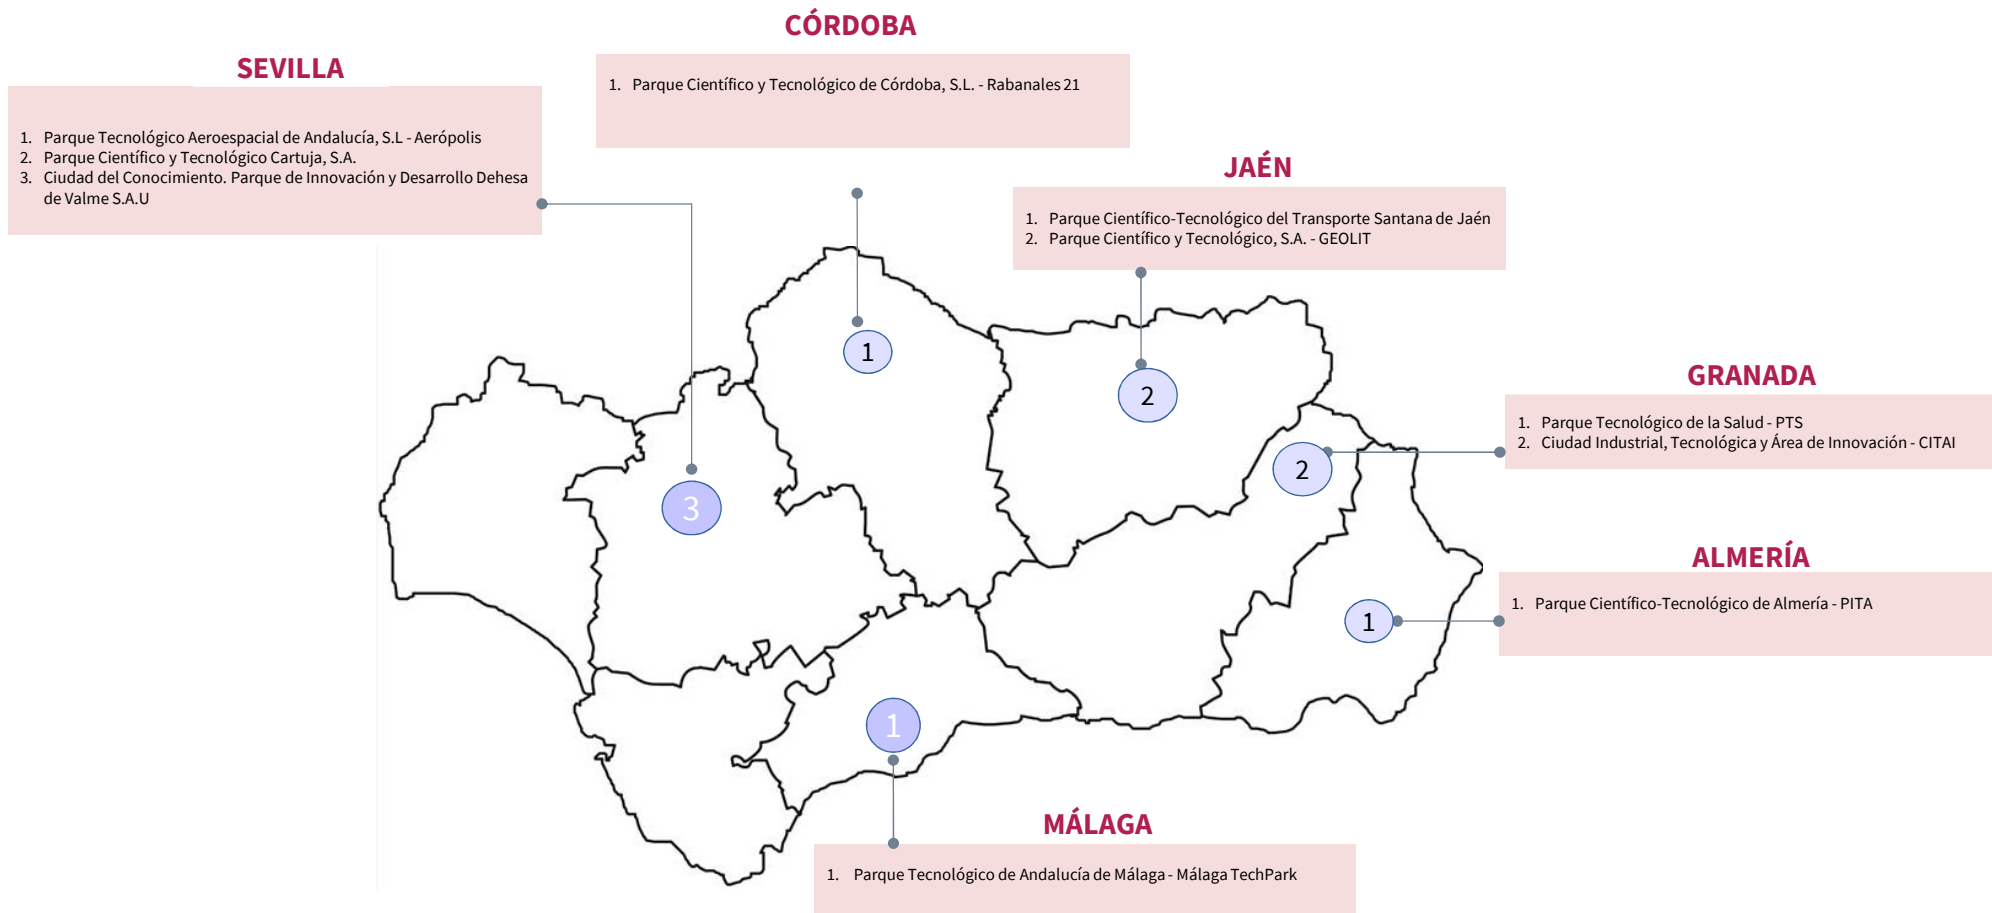 CÓRDOBA
1. Parque Científico y Tecnológico de Córdoba, S.L. - Rabanales 21
SEVILLA
1. Parque Tecnológico Aeroespacial de Andalucía, S.L - Aerópolis
2. Parque Científico y Tecnológico Cartuja, S.A.
3. Ciudad del Conocimiento. Parque de Innovación y Desarrollo Dehesa
de Valme S.A.U
JAÉN
1. Parque Científico-Tecnológico del Transporte Santana de Jaén
2. Parque Científico y Tecnológico, S.A. - GEOLIT
GRANADA
1. Parque Tecnológico de la Salud - PTS
2. Ciudad Industrial, Tecnológica y Área de Innovación - CITAI
ALMERÍA
1. Parque Científico-Tecnológico de Almería - PITA
1
2
2
3
1
1
MÁLAGA
1. Parque Tecnológico de Andalucía de Málaga - Málaga TechPark